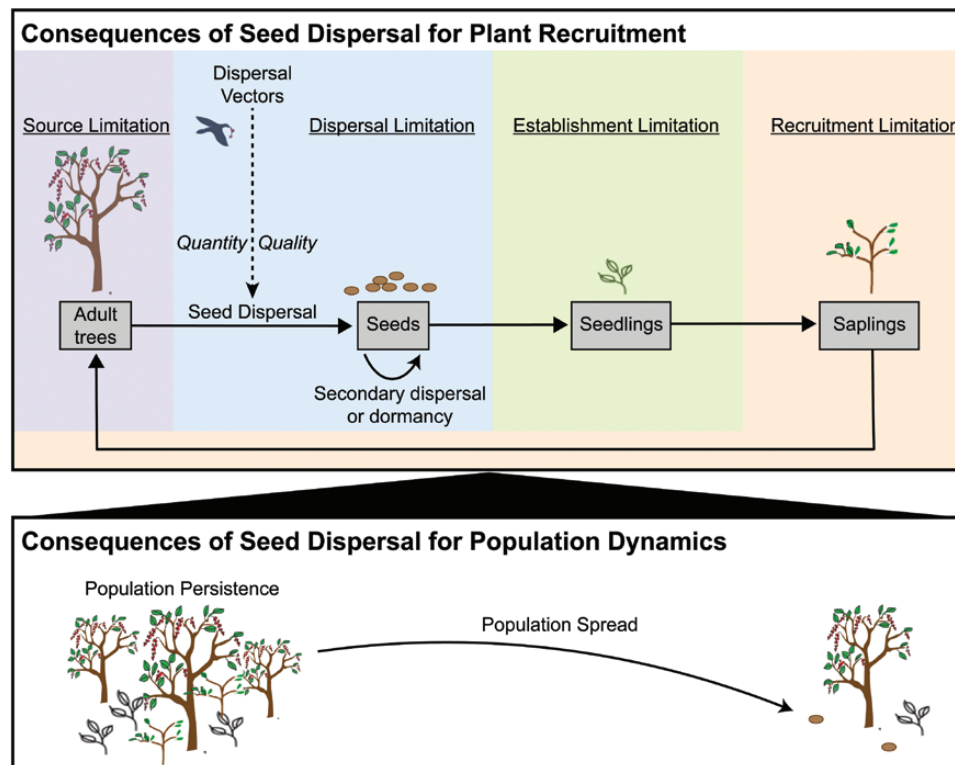 Consequences of Seed Dispersal for Plant Recruitment
Dispersal
Vectors
Source Limitation
Dispersal Limitation
Establishment Limitation
Recruitment Limitation
Quantity
Quality
Seed Dispersal
Adult
trees
Seeds
Seedlings
Saplings
Secondary dispersal
or dormancy
Consequences of Seed Dispersal for Population Dynamics
Population Persistence
Population Spread